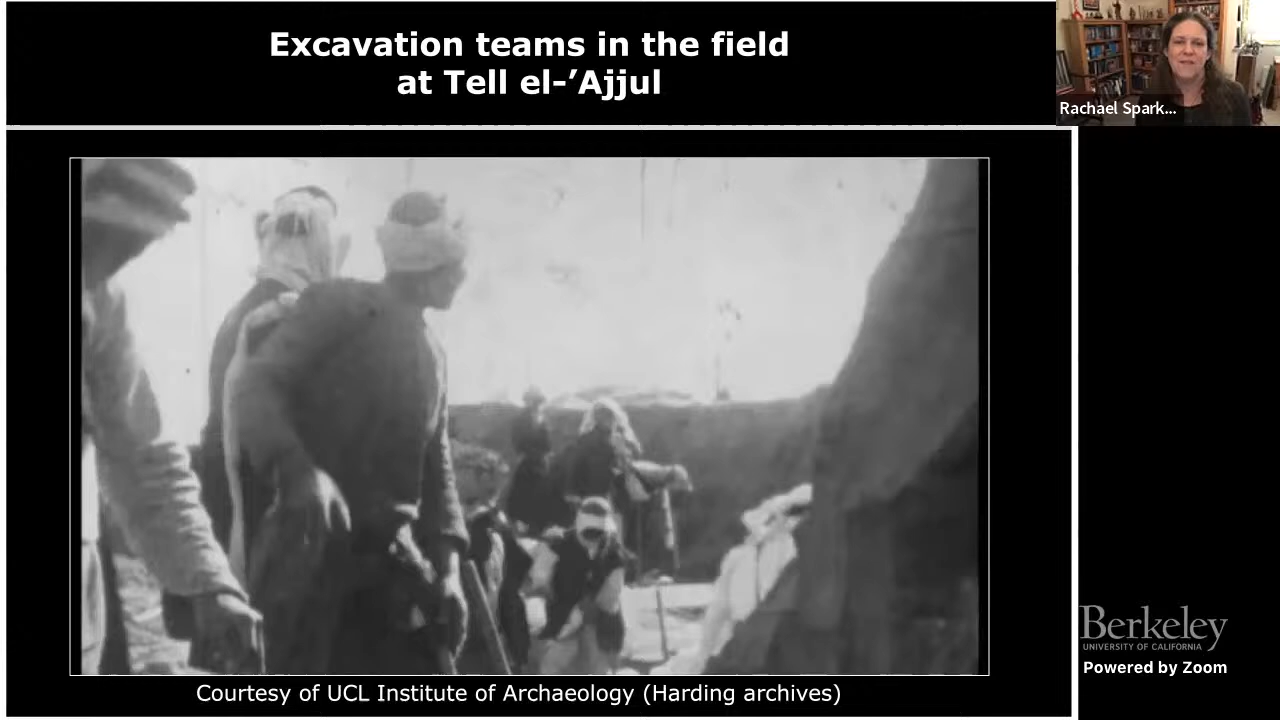 Excavation teams in the field
at Tell el-’Ajjul
Rachael Spark...
Courtesy of UCL Institute of Archaeology (Harding archives)
Berkeley
UNIVERSITY OF CALIFORNIA
Powered by Zoom